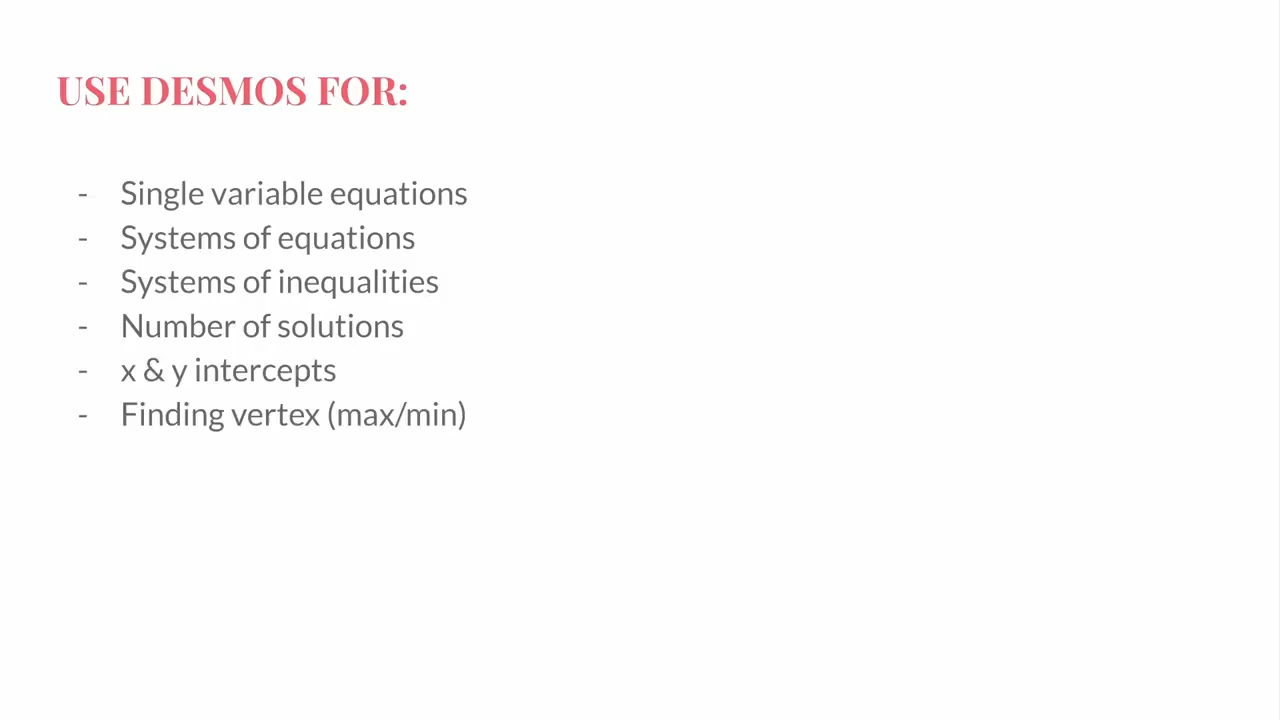 USE DESMOS FOR:
- Single variable equations
- Systems of equations
- Systems of inequalities
- Number of solutions
- x & y intercepts
- Finding vertex (max/min)